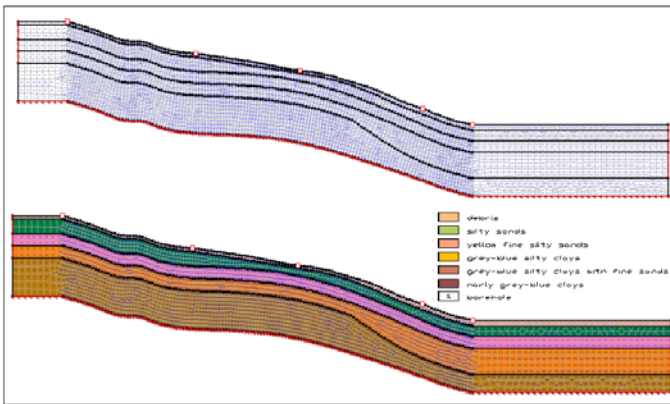 debris
silty sands
yellow fine silty sands
grey-blue silty clays
grey-blue silty clays with fine sands
marly grey-blue clays
borehole